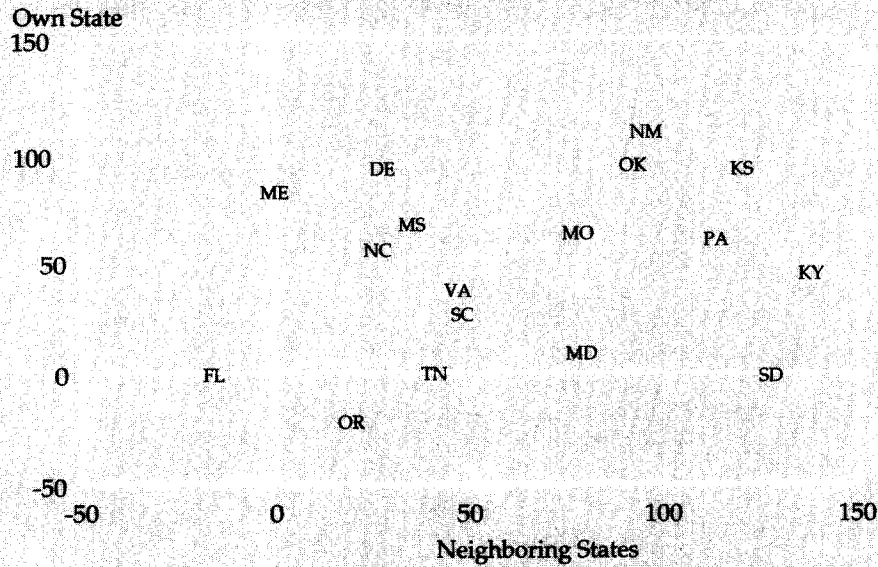 Own State
150
NM
100
DE
OK
KS
ME
MS
MO
PA
NC
50
KY
VA
SC
MD
0
FL
TN
SD
OR
-50
-50 0 50 100 150
Neighboring States